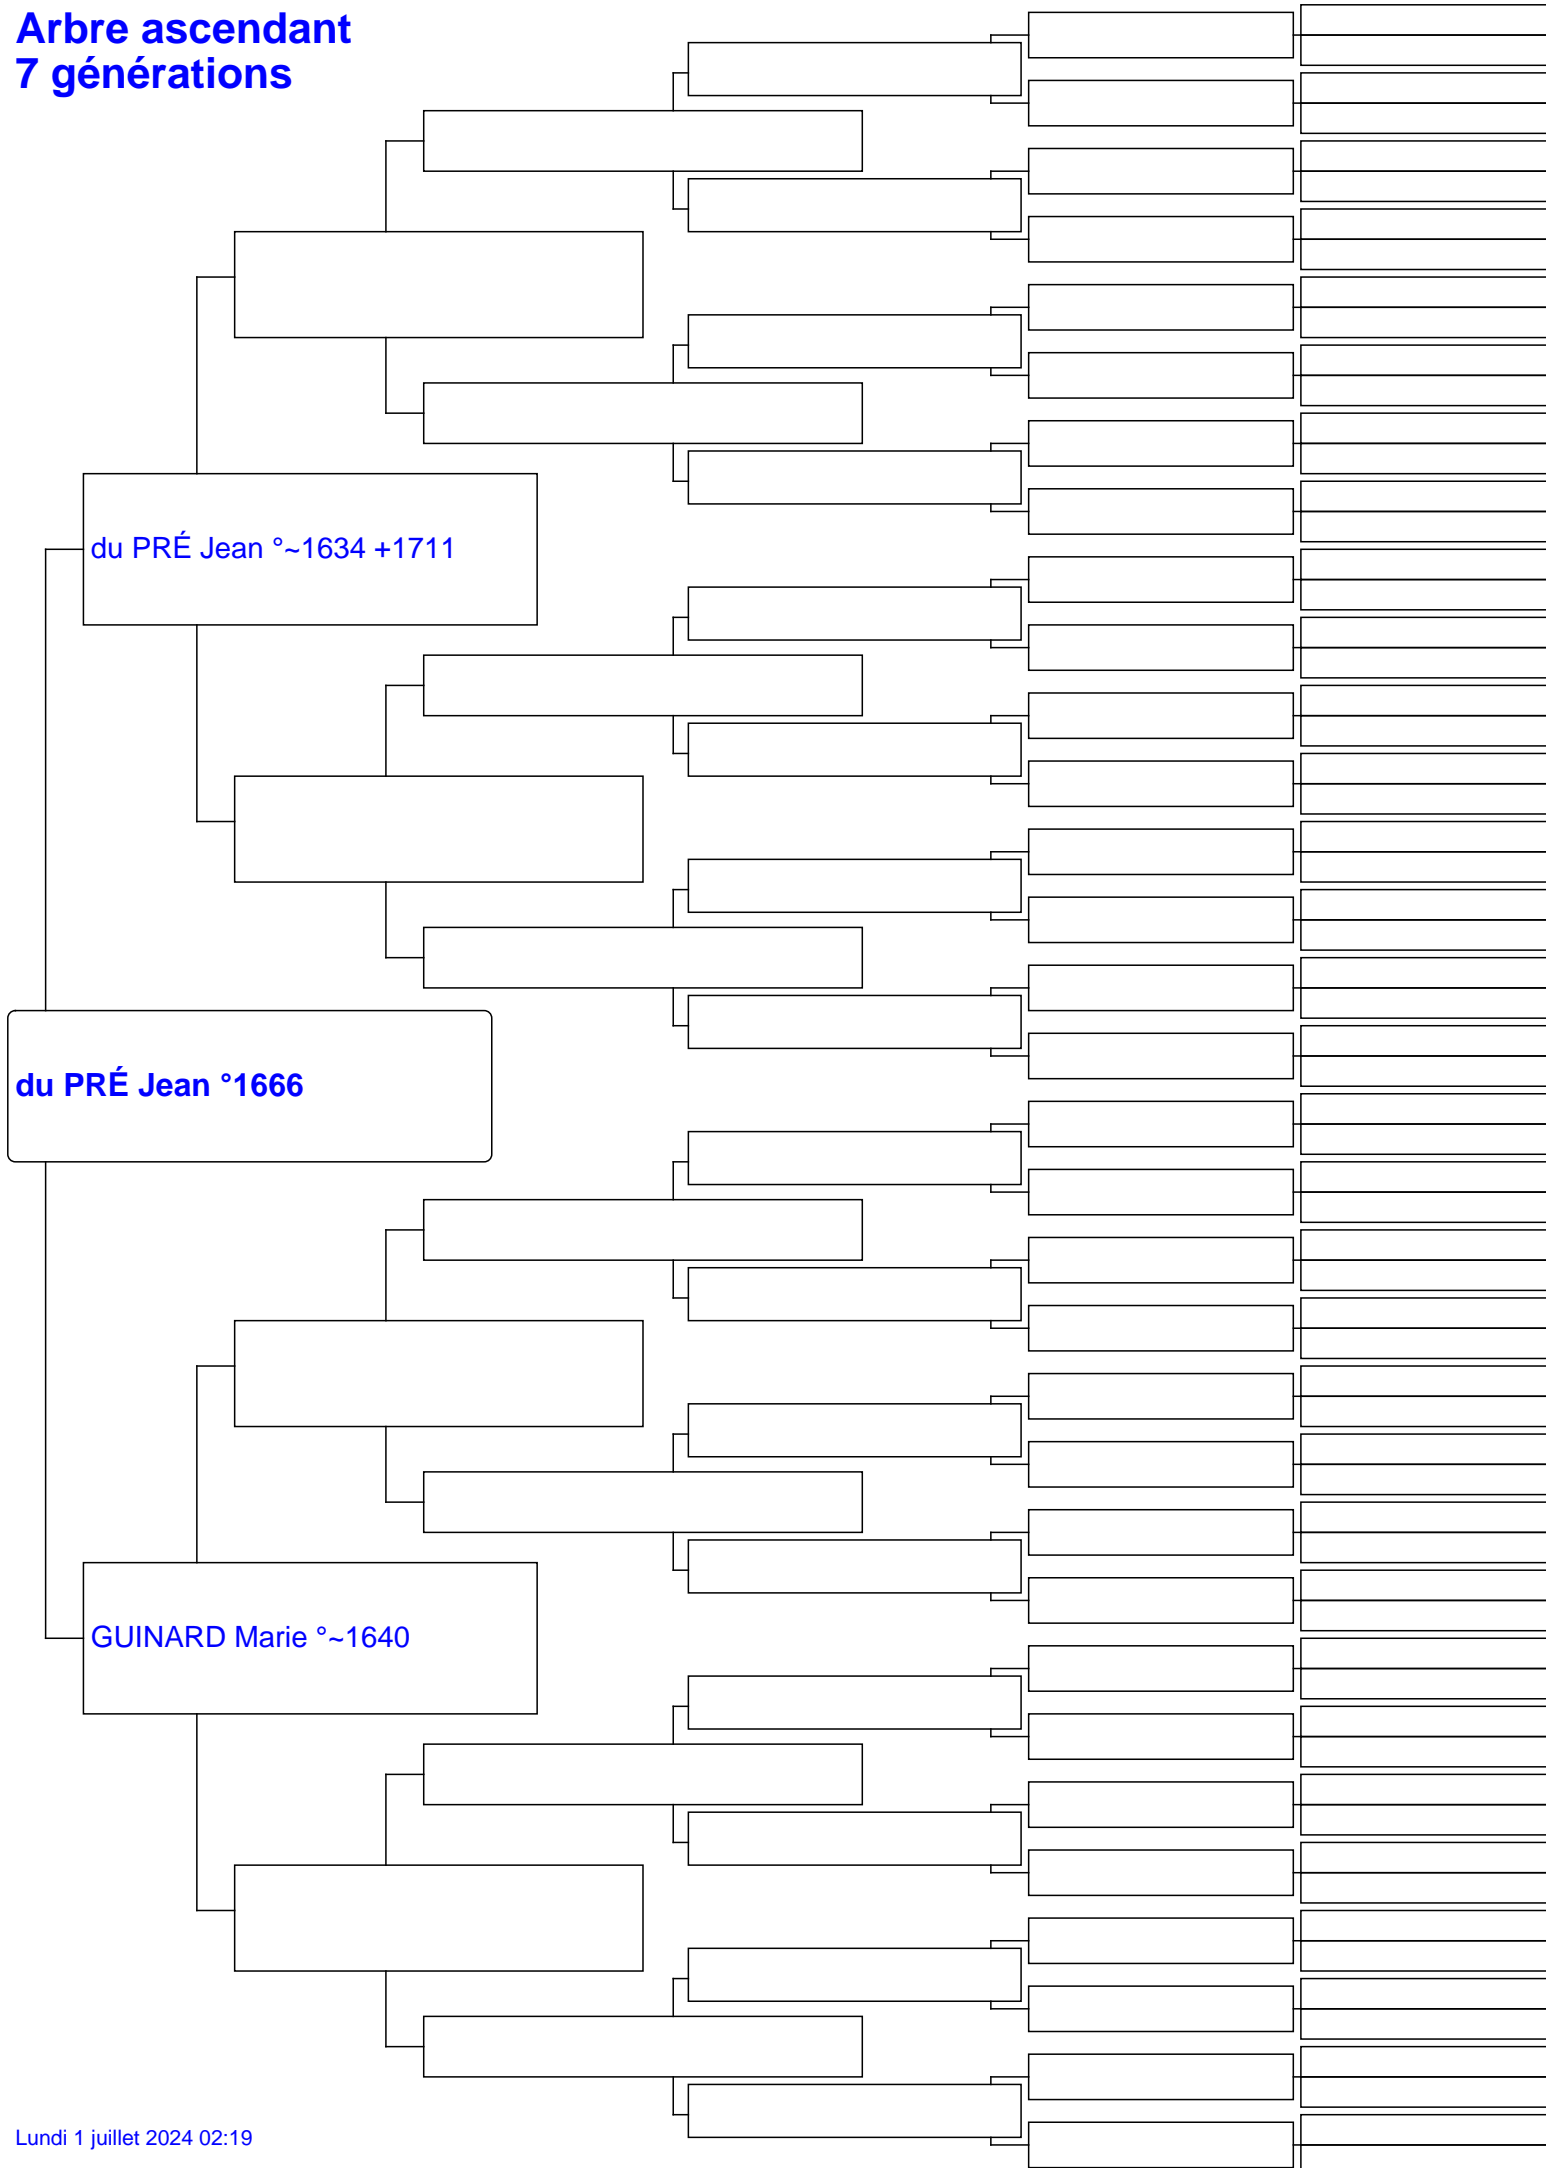 Arbre ascendant
7 générations
du PRÉ Jean °~1634 +1711
du PRÉ Jean °1666
GUINARD Marie °~1640
Lundi 1 juillet 2024 02:19